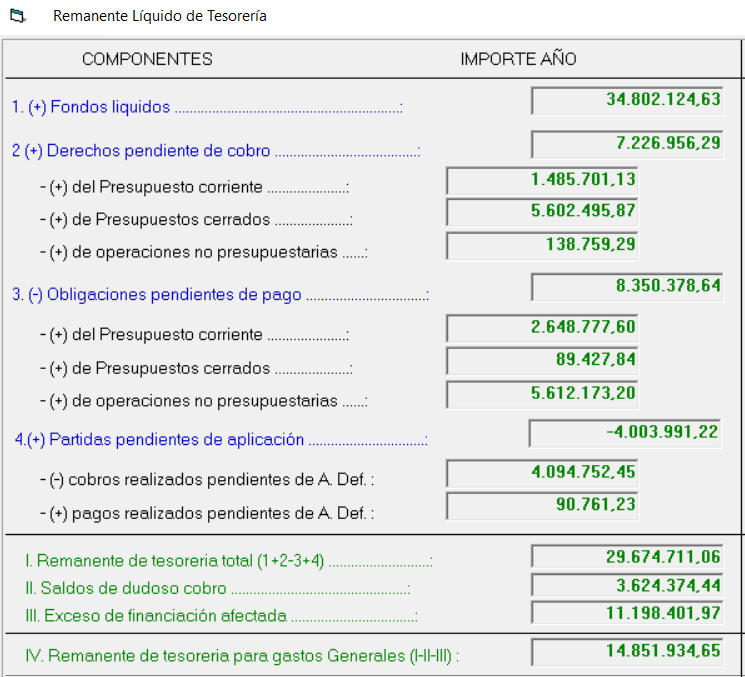 Remanente Líquido de Tesorería
COMPONENTES IMPORTE AÑO
1. (+) Fondos liquidos ..........................................................: 34.802.124,63
2 (+) Derechos pendiente de cobro .....................................: 7.226.956,29
- (+) del Presupuesto corriente .....................: 1.485.701,13
- (+) de Presupuestos cerrados .....................: 5.602.495,87
- (+) de operaciones no presupuestarias ......: 138.759,29
3. (-) Obligaciones pendientes de pago ................................: 8.350.378,64
- (+) del Presupuesto corriente .....................: 2.648.777,60
- (+) de Presupuestos cerrados .....................: 89.427,84
- (+) de operaciones no presupuestarias ......: 5.612.173,20
4.(+) Partidas pendientes de aplicación ...............................: -4.003.991,22
- (-) cobros realizados pendientes de A. Def. : 4.094.752,45
- (+) pagos realizados pendientes de A. Def. : 90.761,23
I. Remanente de tesoreria total (1+2-3+4) ...........................: 29.674.711,06
II. Saldos de dudoso cobro ...............................................: 3.624.374,44
III. Exceso de financiación afectada .................................: 11.198.401,97
IV. Remanente de tesoreria para gastos Generales (I-II-III) : 14.851.934,65